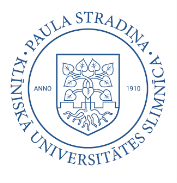 PAULA STRADIŅA
KLĪNISKĀ UNIVERSITĀTES SLIMNĪCA
ANNO 1910